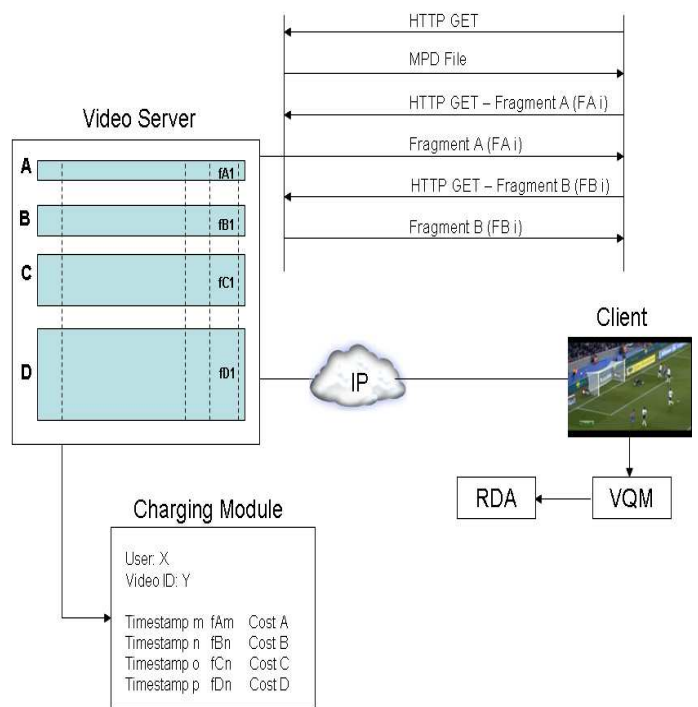 HTTP GET
MPD File
HTTP GET – Fragment A (FA i)
Fragment A (FA i)
HTTP GET – Fragment B (FB i)
Fragment B (FB i)
Video Server
A
fA1
B
fB1
C
fC1
D
fD1
IP
Client
RDA
VQM
Charging Module
User: X
Video ID: Y
Timestamp m fAm Cost A
Timestamp n fBn Cost B
Timestamp o fCn Cost C
Timestamp p fDn Cost D